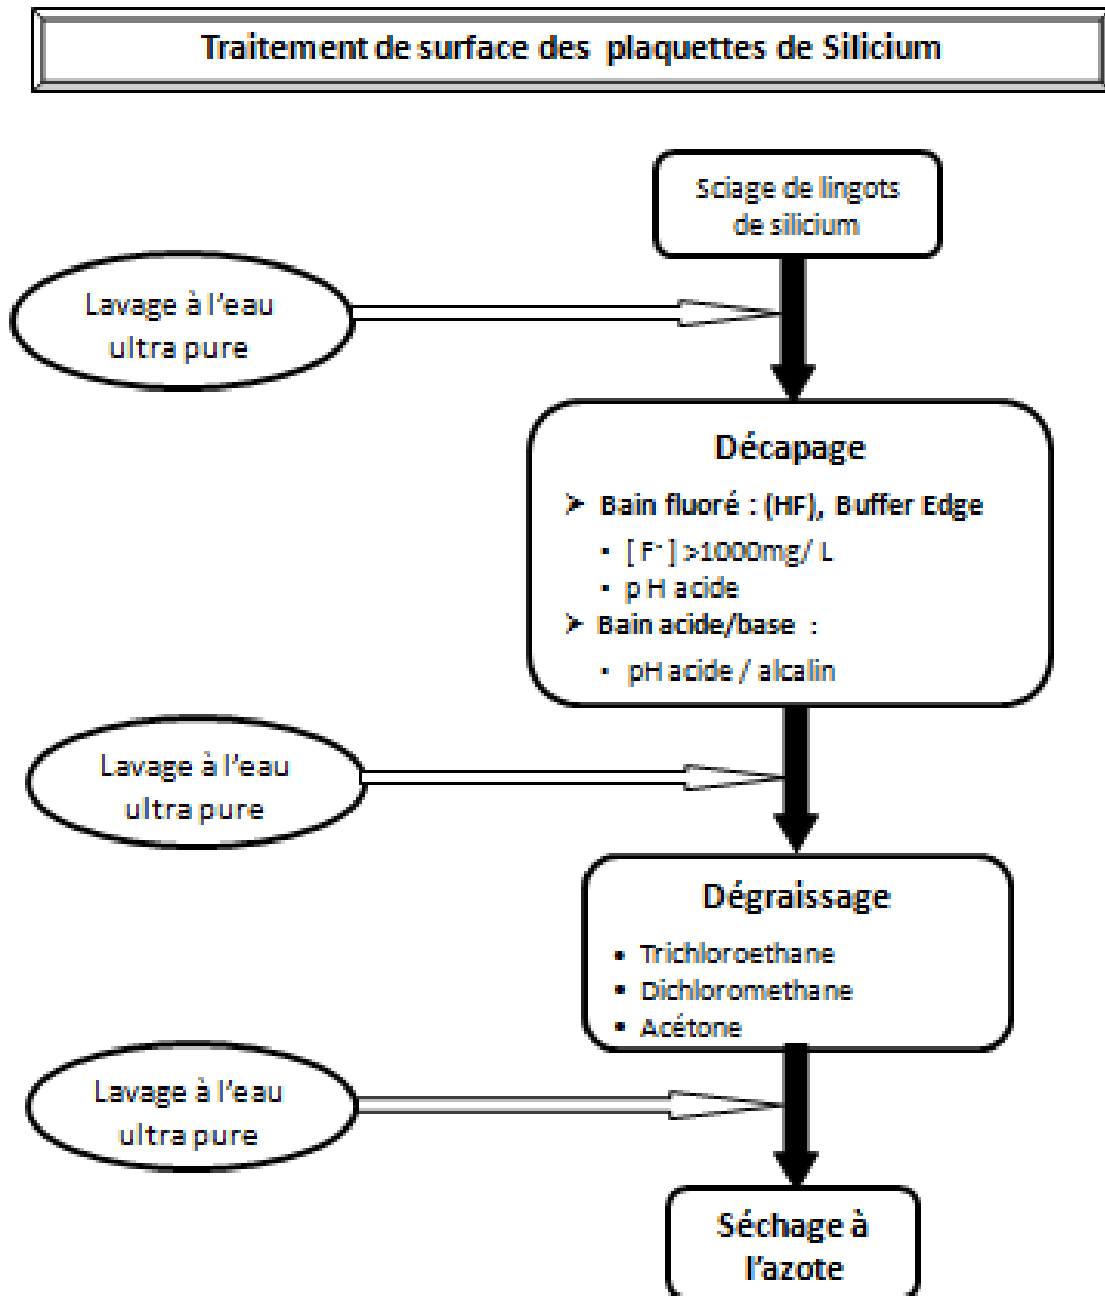 Traitement de surface des plaquettes de Silicium
Sciage de lingots
de silicium
Lavage à l'eau
ultra pure
Décapage
➤ Bain fluoré : (HF), Buffer Edge
▪ [ F⁻ ] >1000mg/ L
▪ p H acide
➤ Bain acide/base :
▪ pH acide / alcalin
Lavage à l'eau
ultra pure
Dégraissage
• Trichloroethane
• Dichloromethane
• Acétone
Lavage à l'eau
ultra pure
Séchage à
l'azote